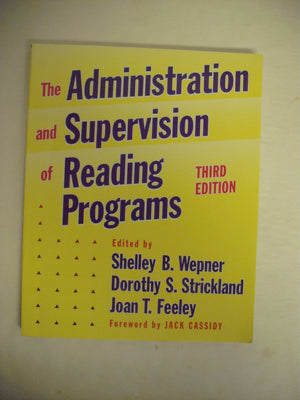 The Administration
and Supervision
of Reading
Programs
THIRD
EDITION
Edited by
Shelley B. Wepner
Dorothy S. Strickland
Joan T. Feeley
Foreword by JACK CASSIDY